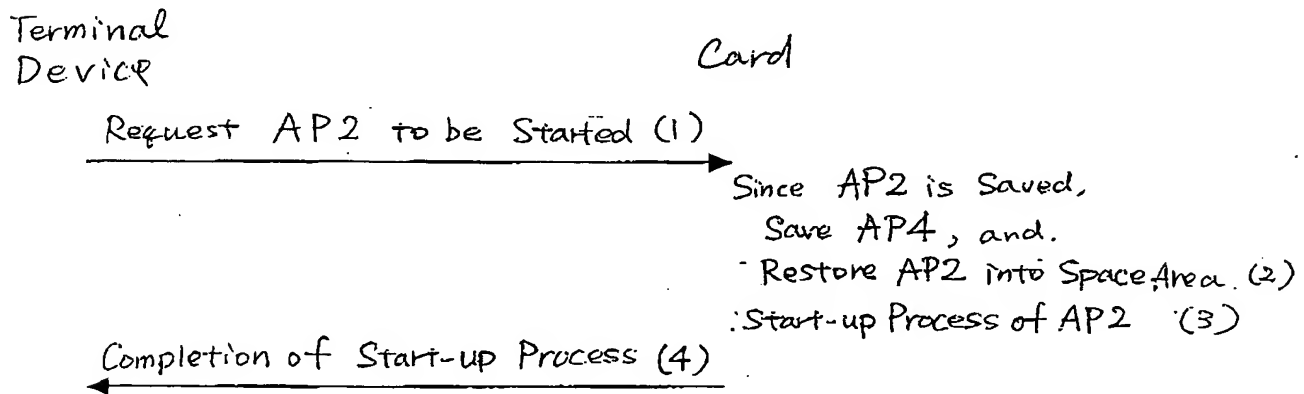 Terminal
Device
Card
Request AP2 to be Started (1)
Since AP2 is Saved,
Save AP4, and.
Restore AP2 into Space Area. (2)
Start-up Process of AP2 (3)
Completion of Start-up Process (4)